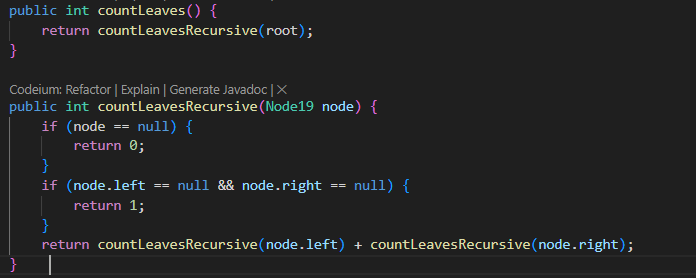 public int countLeaves() {
    return countLeavesRecursive(root);
}
Codeium: Refactor | Explain | Generate Javadoc | ✕
public int countLeavesRecursive(Node19 node) {
    if (node == null) {
        return 0;
    }
    if (node.left == null && node.right == null) {
        return 1;
    }
    return countLeavesRecursive(node.left) + countLeavesRecursive(node.right);
}